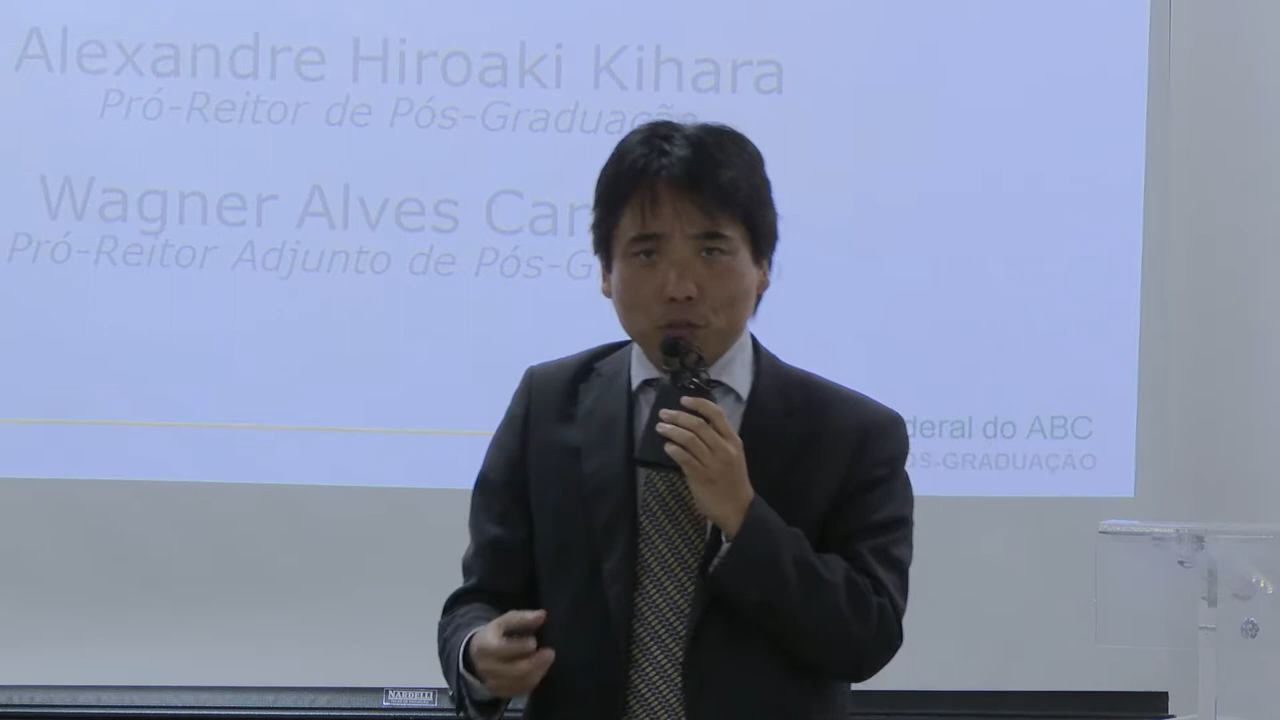 Alexandre Hiroaki Kihara
Pró-Reitor de Pós-Graduação
Wagner Alves Car
Pró-Reitor Adjunto de Pós-G
deral do ABC
ÓS-GRADUAÇÃO
NARDELLI